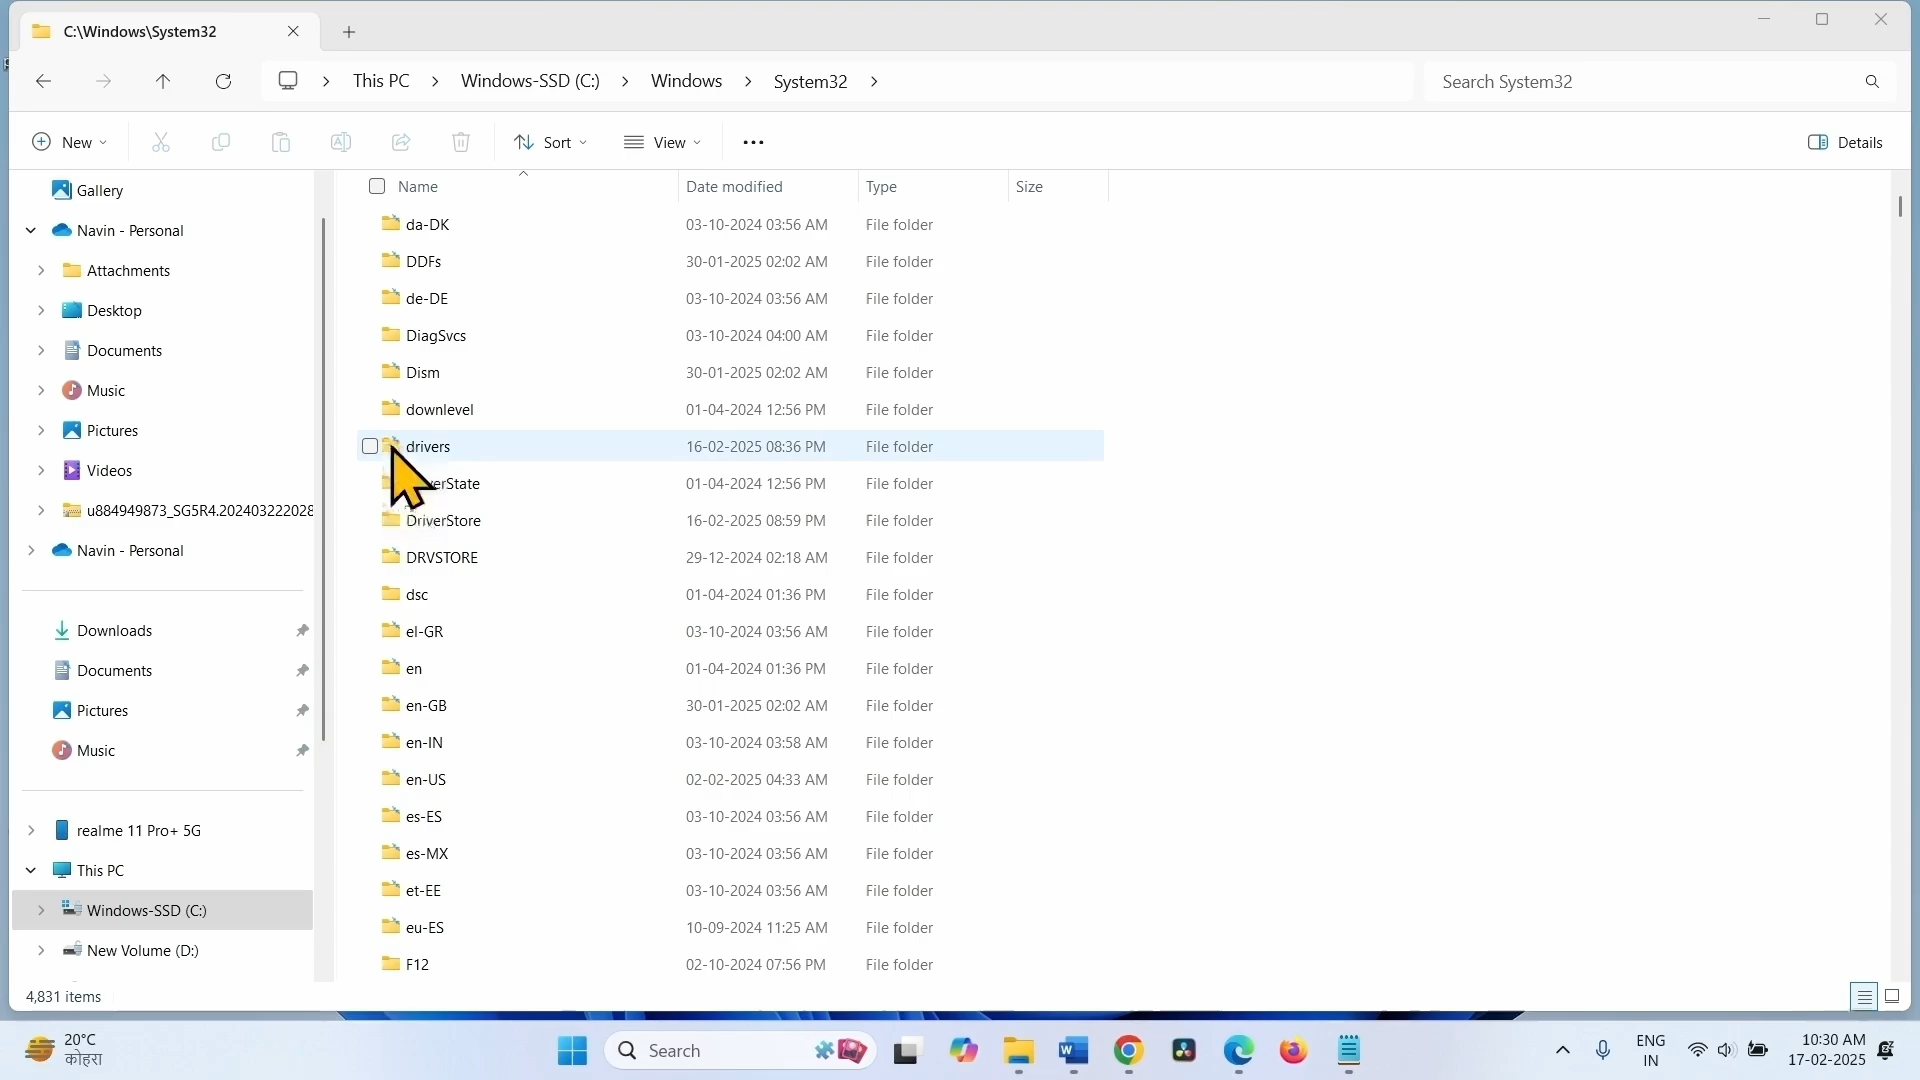 C:\Windows\System32
This PC Windows-SSD (C:) Windows System32
Search System32
New Sort View Details
Gallery
Navin - Personal
Attachments
Desktop
Documents
Music
Pictures
Videos
u884949873_SG5R4.202403222028
Navin - Personal
Downloads
Documents
Pictures
Music
realme 11 Pro+ 5G
This PC
Windows-SSD (C:)
New Volume (D:)
Name Date modified Type Size
da-DK 03-10-2024 03:56 AM File folder
DDFs 30-01-2025 02:02 AM File folder
de-DE 03-10-2024 03:56 AM File folder
DiagSvcs 03-10-2024 04:00 AM File folder
Dism 30-01-2025 02:02 AM File folder
downlevel 01-04-2024 12:56 PM File folder
drivers 16-02-2025 08:36 PM File folder
erState 01-04-2024 12:56 PM File folder
DriverStore 16-02-2025 08:59 PM File folder
DRVSTORE 29-12-2024 02:18 AM File folder
dsc 01-04-2024 01:36 PM File folder
el-GR 03-10-2024 03:56 AM File folder
en 01-04-2024 01:36 PM File folder
en-GB 30-01-2025 02:02 AM File folder
en-IN 03-10-2024 03:58 AM File folder
en-US 02-02-2025 04:33 AM File folder
es-ES 03-10-2024 03:56 AM File folder
es-MX 03-10-2024 03:56 AM File folder
et-EE 03-10-2024 03:56 AM File folder
eu-ES 10-09-2024 11:25 AM File folder
F12 02-10-2024 07:56 PM File folder
4,831 items
20°C
कोहरा
Search
ENG
IN
10:30 AM
17-02-2025